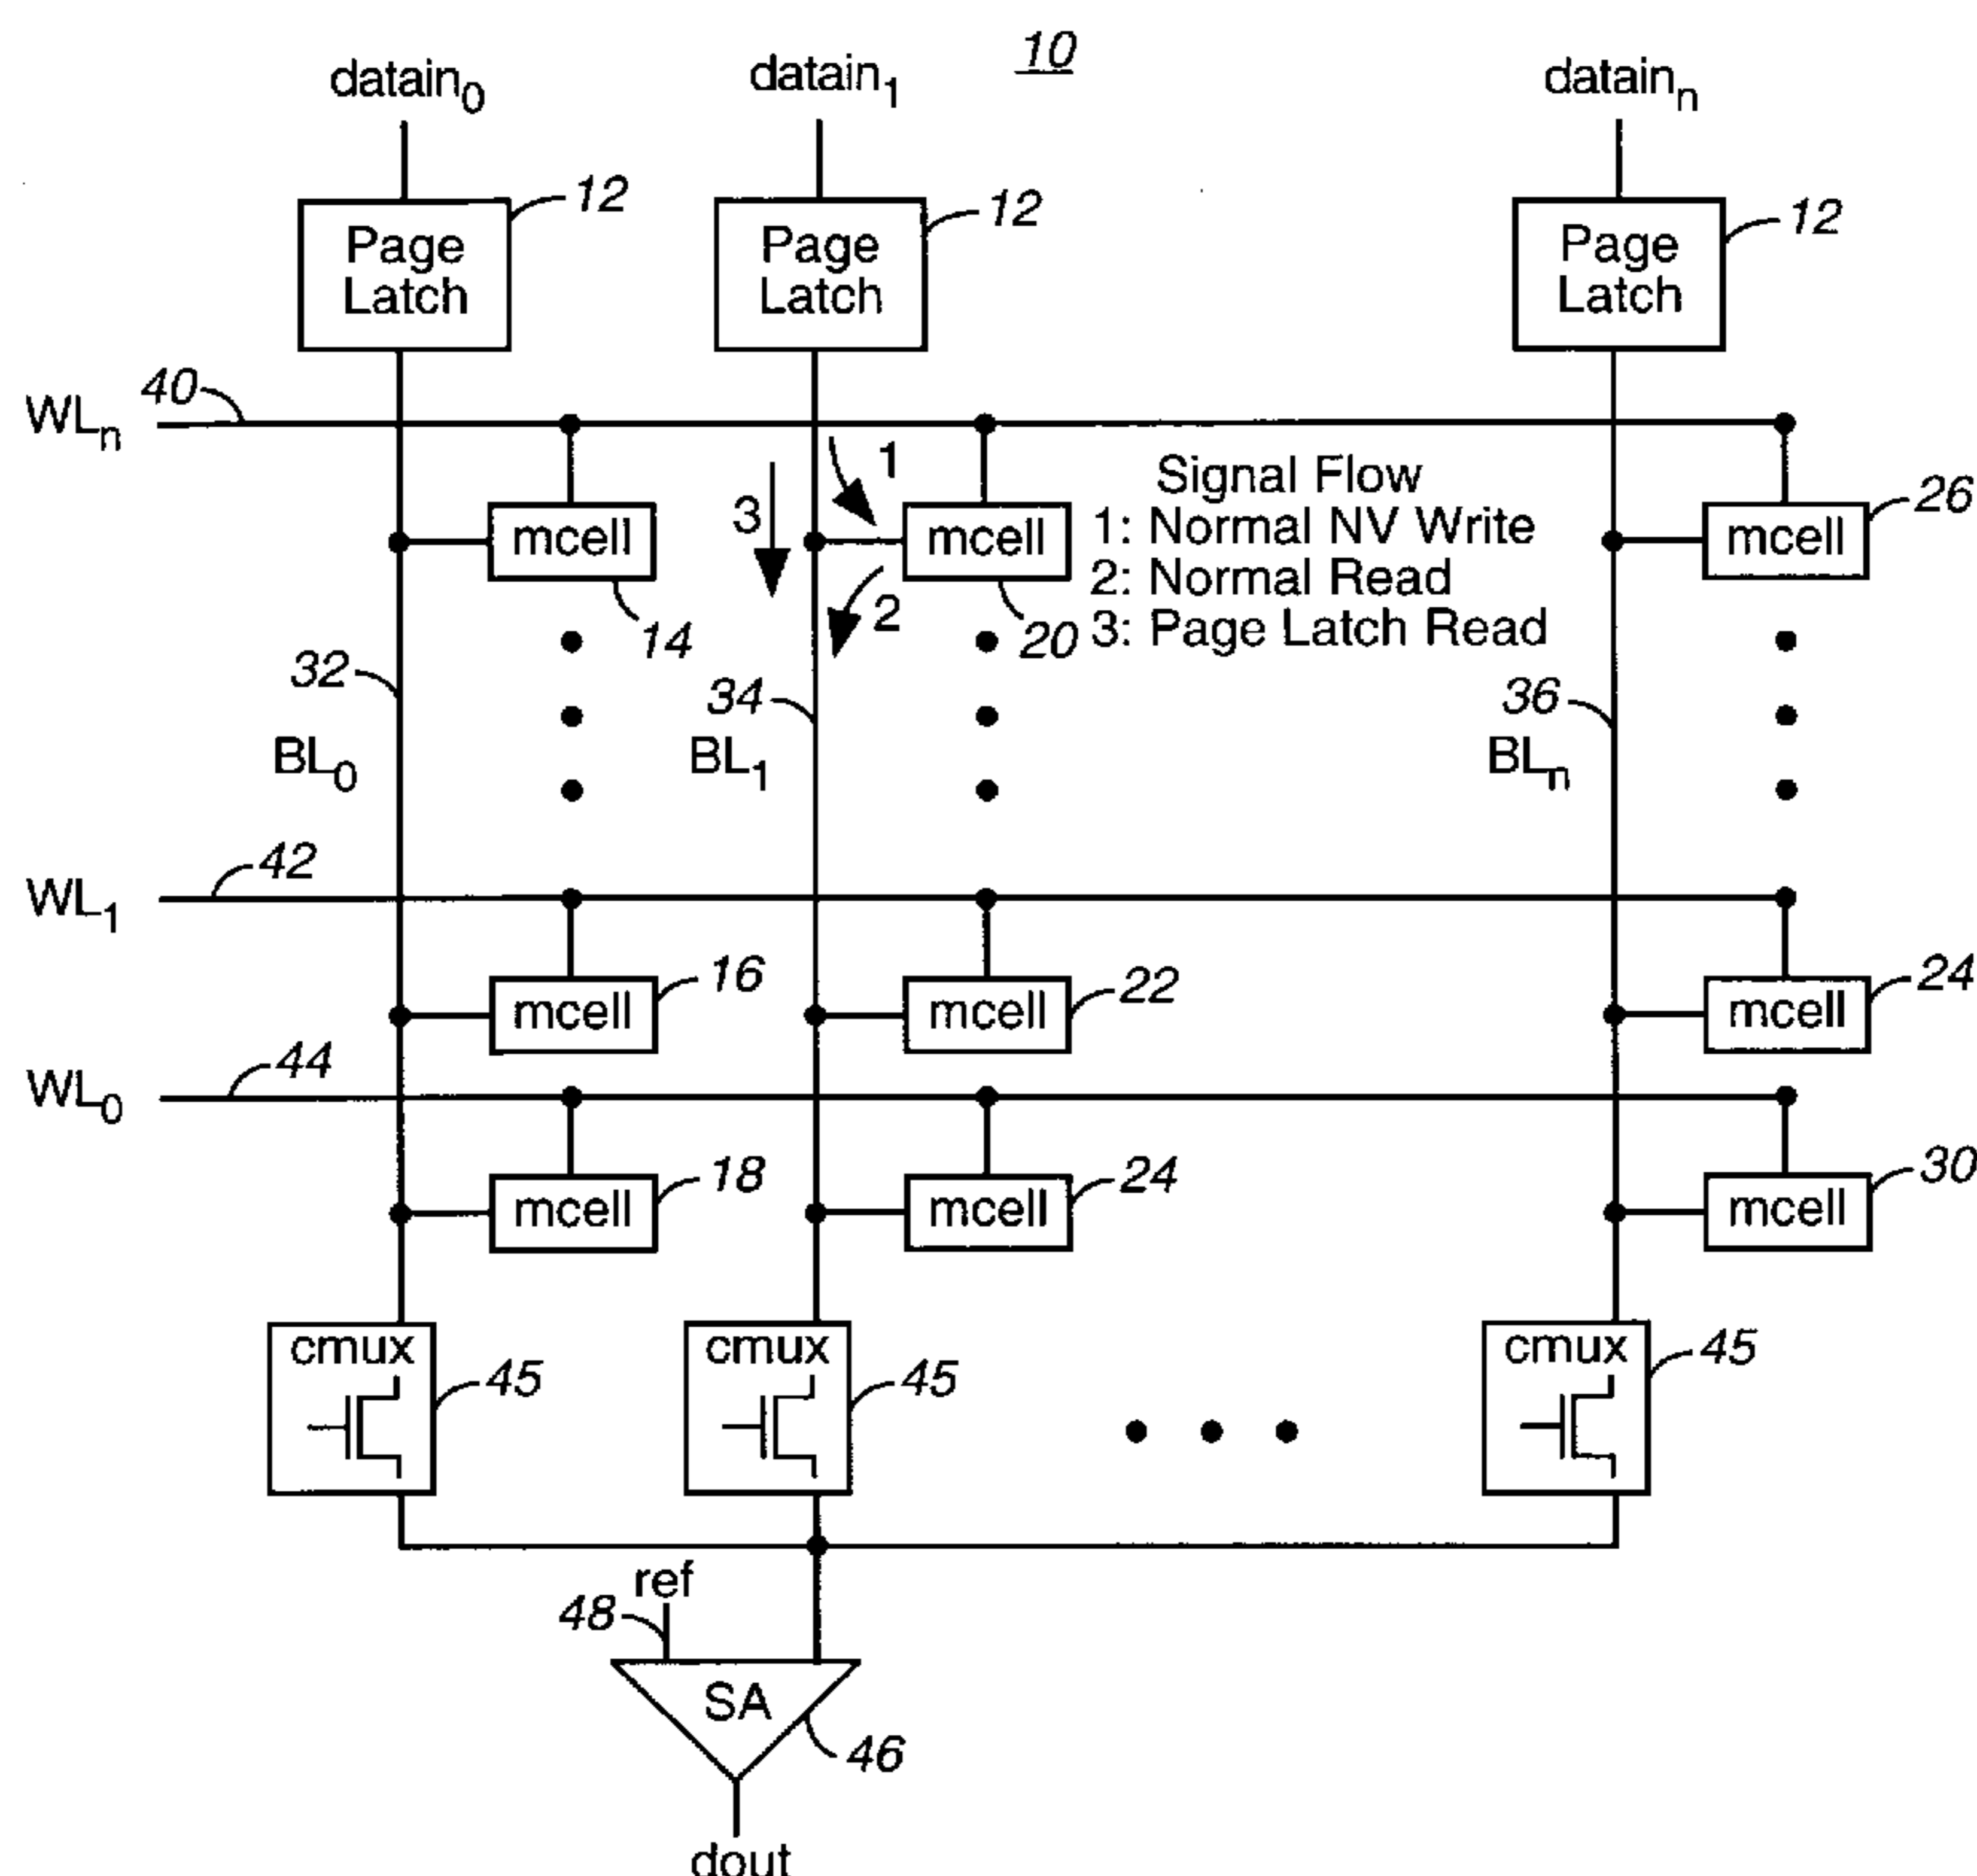 10
datain0 datain1 datainn
12 12 12
Page Latch Page Latch Page Latch
WLn 40
1
Signal Flow
3 mcell mcell 1: Normal NV Write mcell 26
2: Normal Read
14 2 20 3: Page Latch Read
32 34 36
BL0 BL1 BLn
WL1 42
mcell 16 mcell 22 mcell 24
WL0 44
mcell 18 mcell 24 mcell 30
cmux 45 cmux 45 cmux 45
ref
48
SA
46
dout